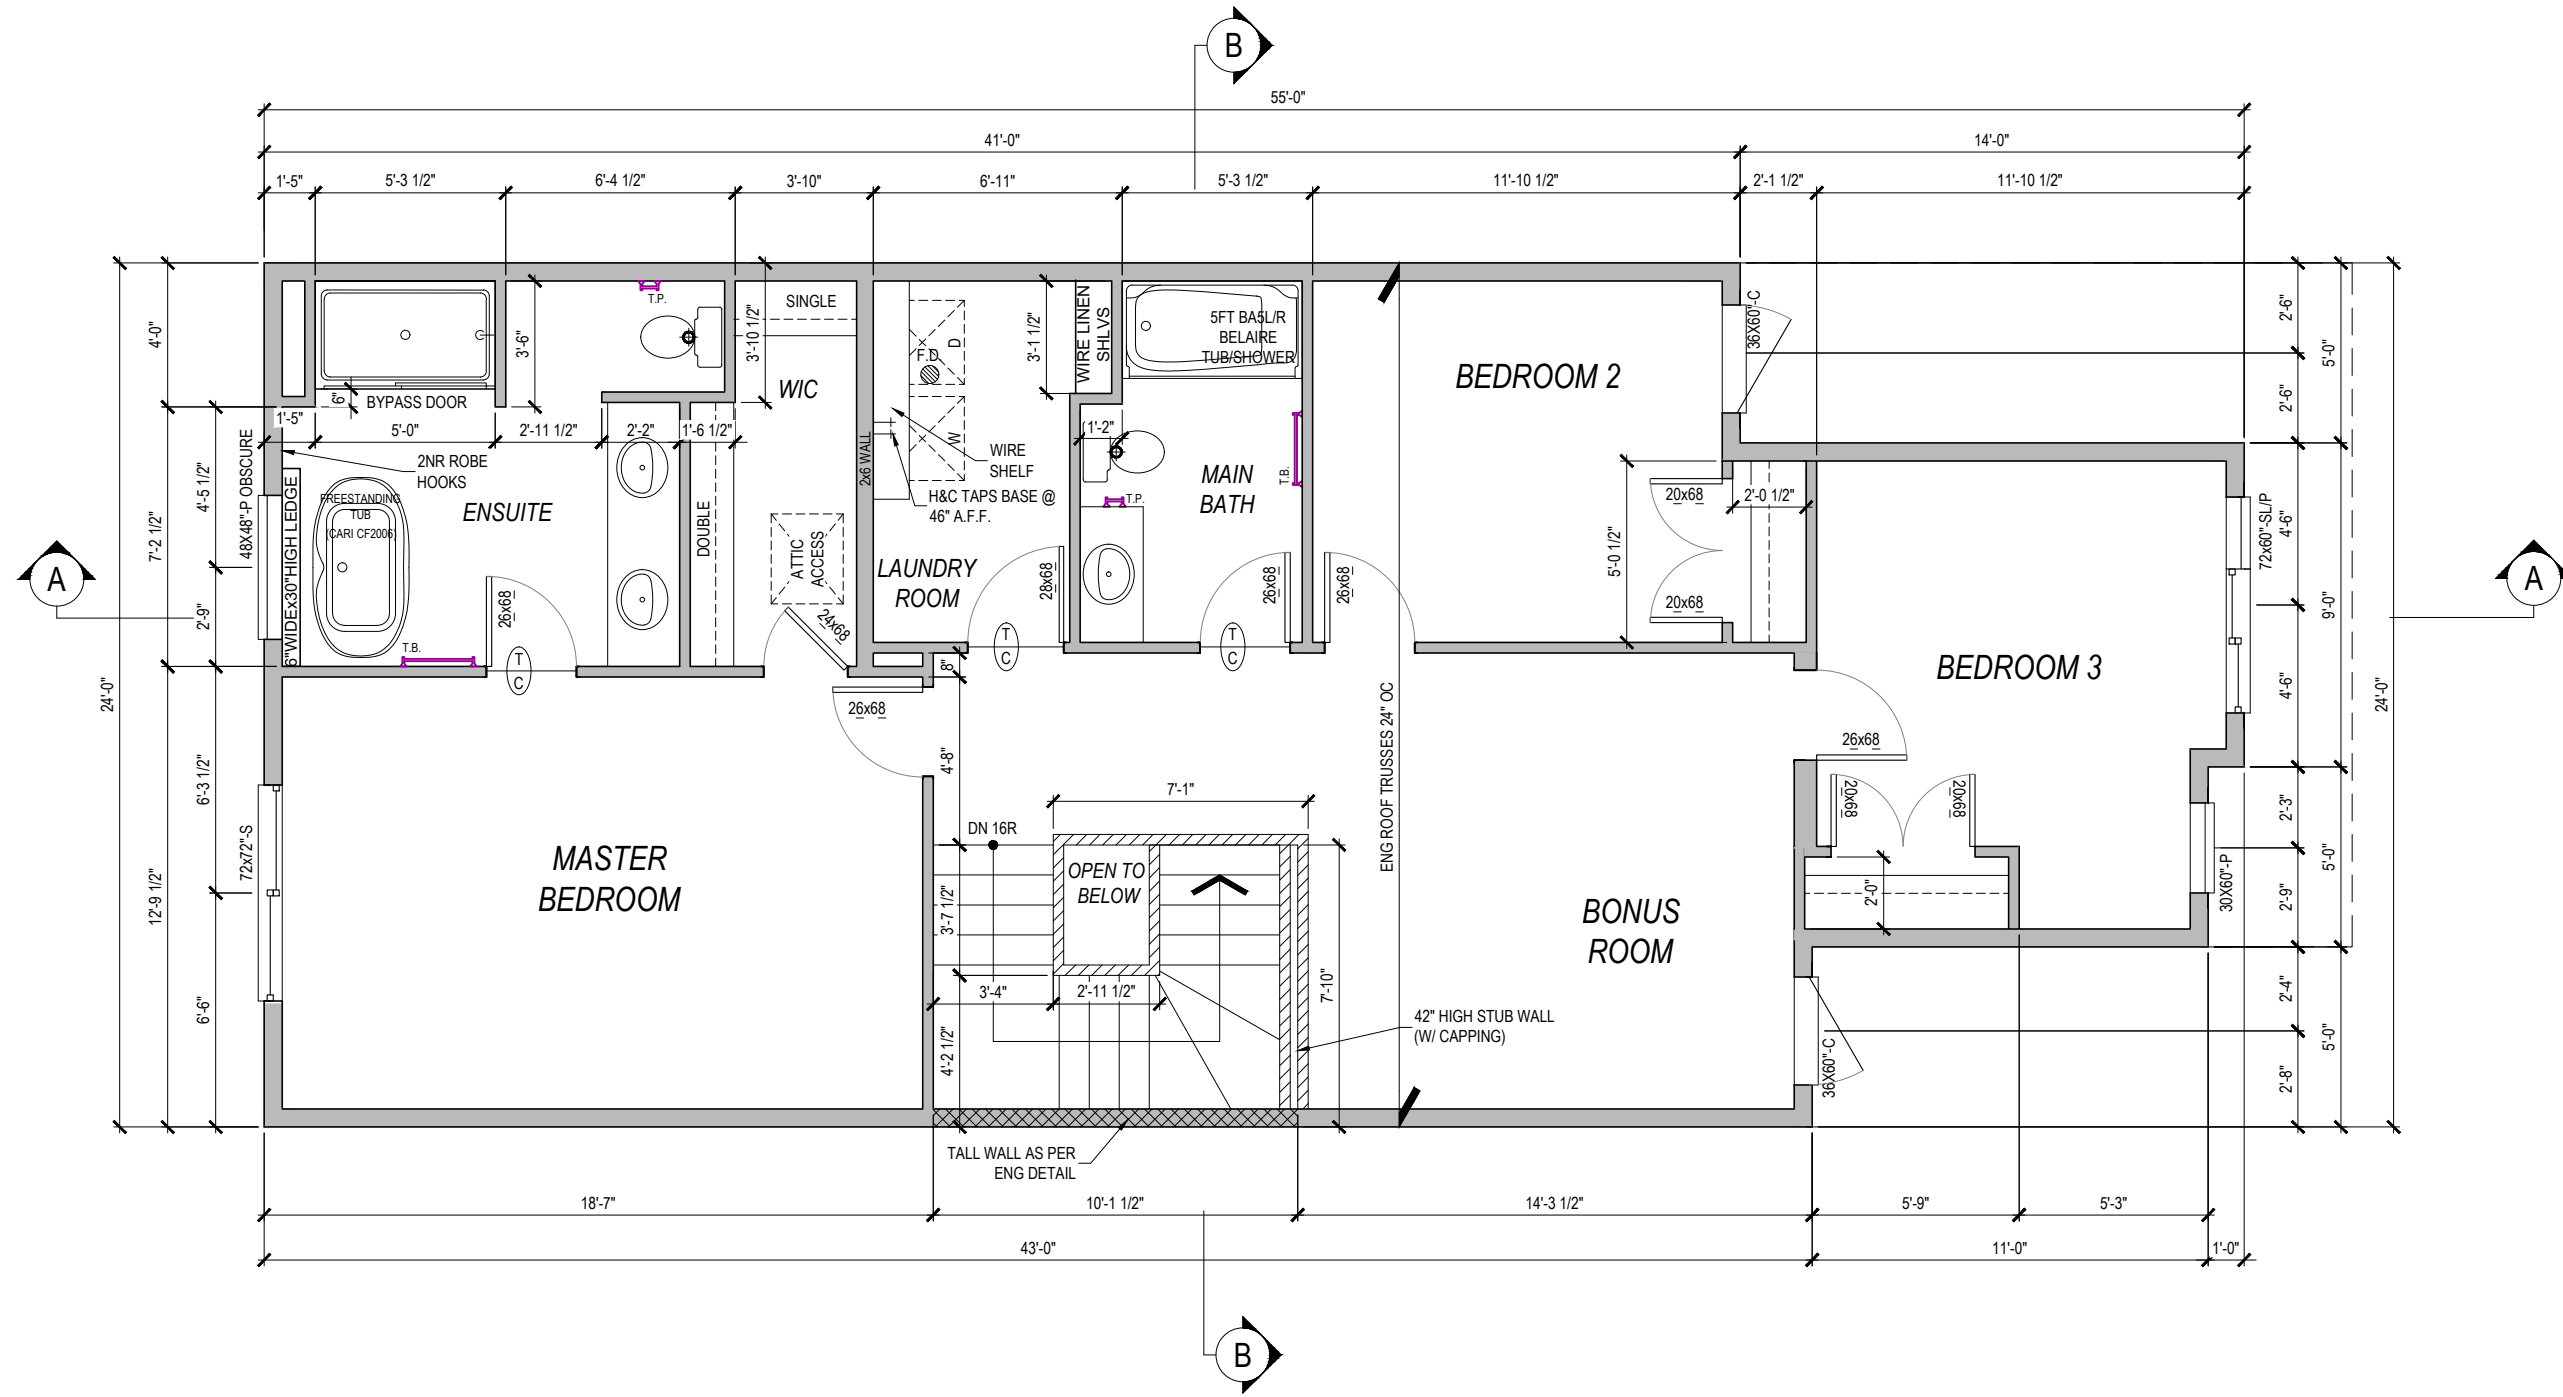 B
55'-0"
41'-0"
14'-0"
1'-5"
5'-3 1/2"
6'-4 1/2"
3'-10"
6'-11"
5'-3 1/2"
11'-10 1/2"
2'-1 1/2"
11'-10 1/2"
T.P.
SINGLE
3'-6"
3'-10 1/2"
WIC
F.D.
D
W
3'-1 1/2"
WIRE LINEN
SHLVS
5FT BA5L/R
BELAIRE
TUB/SHOWER
BEDROOM 2
36X60"-C
2'-6"
2'-6"
5'-0"
4'-0"
6"
BYPASS DOOR
1'-5"
5'-0"
2'-11 1/2"
2'-2"
1'-6 1/2"
2NR ROBE
HOOKS
48X48"-P OBSCURE
6"WIDEx30"HIGH LEDGE
FREESTANDING
TUB
(CARI CF2006)
ENSUITE
DOUBLE
ATTIC
ACCESS
2x6 WALL
WIRE
SHELF
H&C TAPS BASE @
46" A.F.F.
LAUNDRY
ROOM
1'-2"
T.P.
T.B.
MAIN
BATH
20x68
2'-0 1/2"
5'-0 1/2"
20x68
72x60"-SL/P
4'-6"
9'-0"
4'-6"
4'-5 1/2"
7'-2 1/2"
2'-9"
A
A
T.B.
26x68
24x68
28x68
26x68
26x68
T
C
T
C
T
C
8"
24'-0"
24'-0"
BEDROOM 3
26x68
26x68
4'-8"
ENG ROOF TRUSSES 24" OC
20x68
20x68
6'-3 1/2"
72x72"-S
12'-9 1/2"
6'-6"
MASTER
BEDROOM
7'-1"
DN 16R
OPEN TO
BELOW
3'-7 1/2"
3'-4"
2'-11 1/2"
4'-2 1/2"
7'-10"
BONUS
ROOM
2'-0"
30X60"-P
2'-3"
2'-9"
5'-0"
42" HIGH STUB WALL
(W/ CAPPING)
36X60"-C
2'-4"
2'-8"
5'-0"
TALL WALL AS PER
ENG DETAIL
18'-7"
10'-1 1/2"
14'-3 1/2"
5'-9"
5'-3"
43'-0"
11'-0"
1'-0"
B